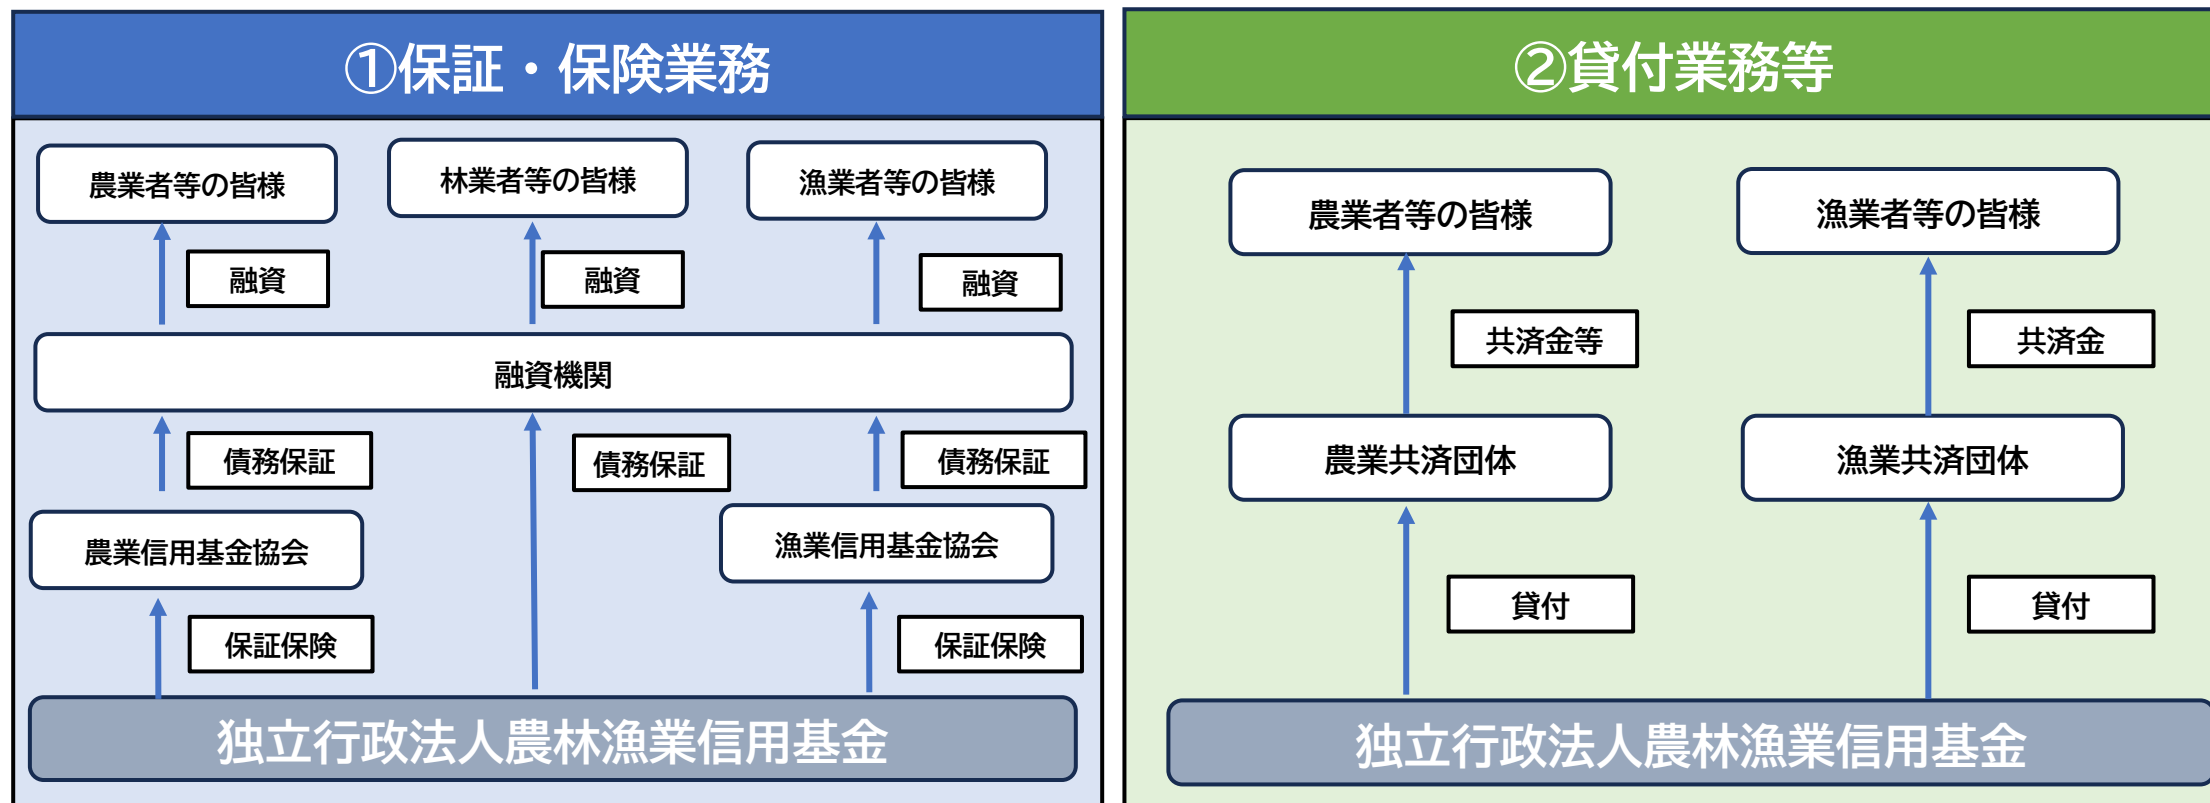 ①保証・保険業務
農業者等の皆様
林業者等の皆様
漁業者等の皆様
融資
融資
融資
融資機関
債務保証
債務保証
債務保証
農業信用基金協会
漁業信用基金協会
保証保険
保証保険
独立行政法人農林漁業信用基金
②貸付業務等
農業者等の皆様
漁業者等の皆様
共済金等
共済金
農業共済団体
漁業共済団体
貸付
貸付
独立行政法人農林漁業信用基金